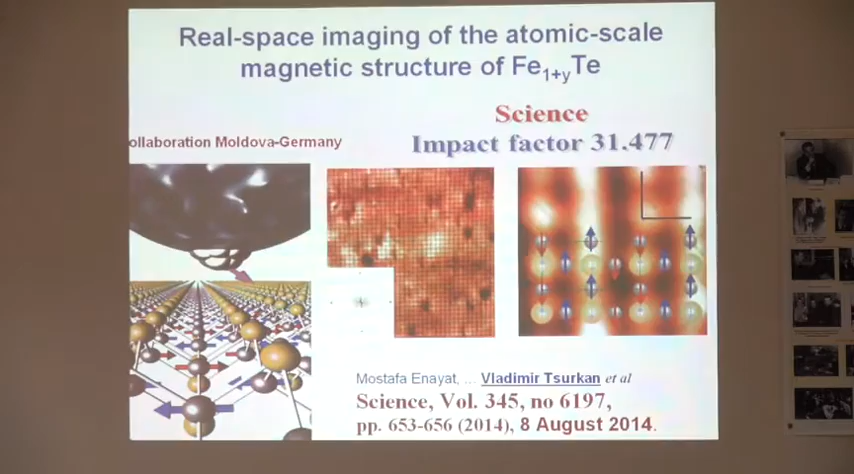 Real-space imaging of the atomic-scale
magnetic structure of Fe1+yTe
Science
ollaboration Moldova-Germany
Impact factor 31.477
Mostafa Enayat, ... Vladimir Tsurkan et al
Science, Vol. 345, no 6197,
pp. 653-656 (2014), 8 August 2014.